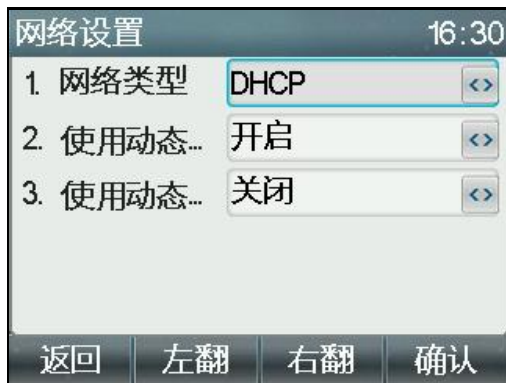 网络设置 16:30
1. 网络类型 DHCP
2. 使用动态... 开启
3. 使用动态... 关闭
返回 左翻 右翻 确认